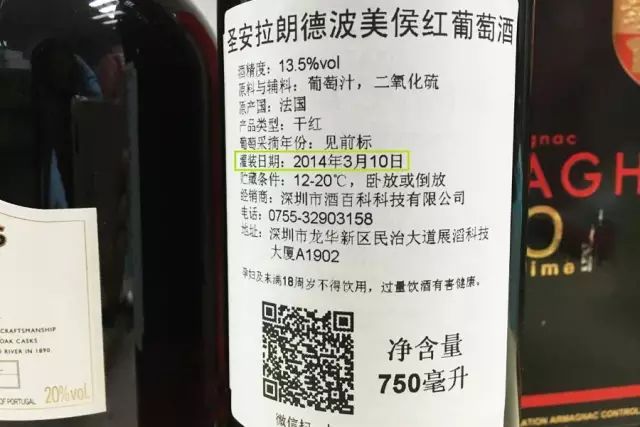 圣安拉朗德波美侯红葡萄酒
酒精度：13.5%vol
原料与辅料：葡萄汁，二氧化硫
原产国：法国
产品类型：干红
葡萄采摘年份：见前标
灌装日期：2014年3月10日
贮藏条件：12-20℃，卧放或倒放
经销商：深圳市酒百科科技有限公司
电话：0755-32903158
地址：深圳市龙华新区民治大道展滔科技
大厦A1902
孕妇及未满18周岁不得饮用，过量饮酒有害健康。
净含量
750毫升
微信扫一
S
CRAFTSMANSHIP
OAK CASKS
RIVER IN 1890.
20%vol
OF PORTUGAL
gnac
AGH
O
ime
LATION ARMAGNAC CONTROL